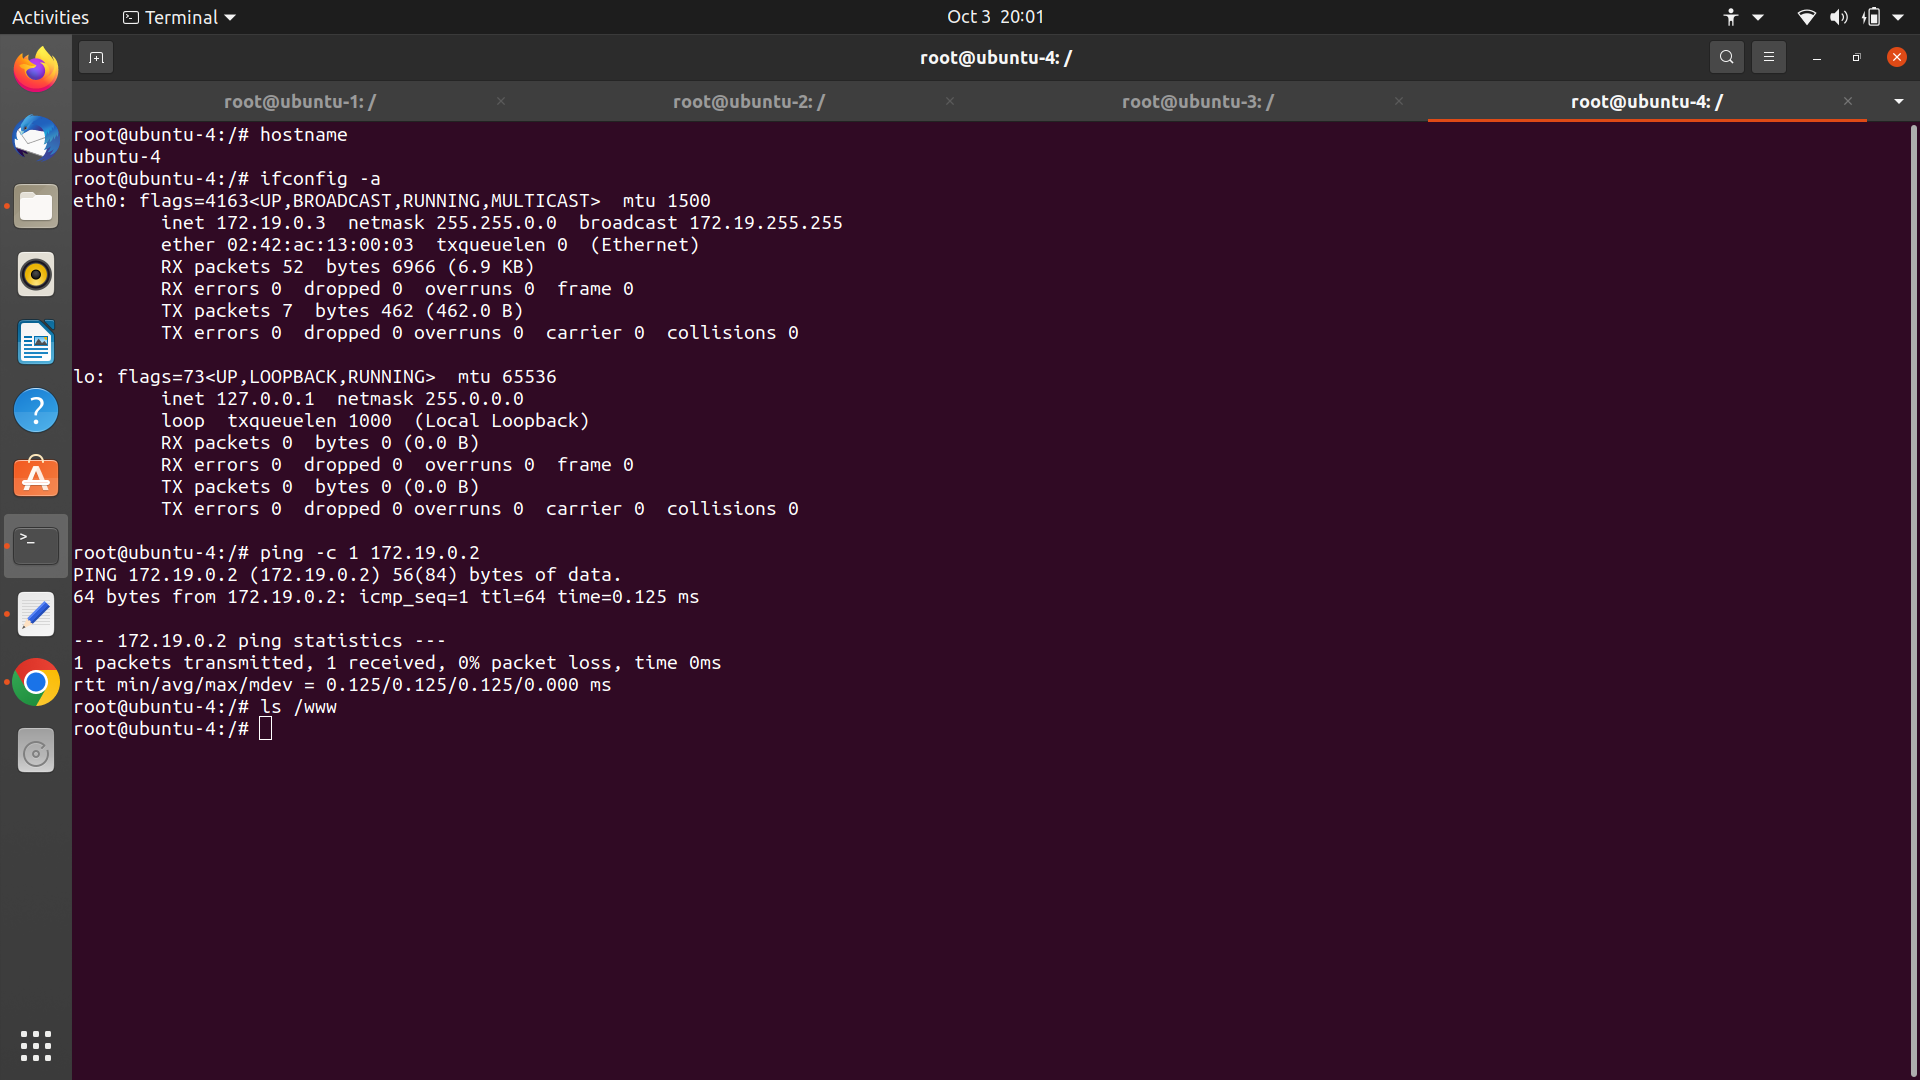 Activities Terminal Oct 3 20:01
root@ubuntu-4: /
root@ubuntu-1: / root@ubuntu-2: / root@ubuntu-3: / root@ubuntu-4: /
root@ubuntu-4:/# hostname
ubuntu-4
root@ubuntu-4:/# ifconfig -a
eth0: flags=4163<UP,BROADCAST,RUNNING,MULTICAST>  mtu 1500
        inet 172.19.0.3  netmask 255.255.0.0  broadcast 172.19.255.255
        ether 02:42:ac:13:00:03  txqueuelen 0  (Ethernet)
        RX packets 52  bytes 6966 (6.9 KB)
        RX errors 0  dropped 0  overruns 0  frame 0
        TX packets 7  bytes 462 (462.0 B)
        TX errors 0  dropped 0 overruns 0  carrier 0  collisions 0
lo: flags=73<UP,LOOPBACK,RUNNING>  mtu 65536
        inet 127.0.0.1  netmask 255.0.0.0
        loop  txqueuelen 1000  (Local Loopback)
        RX packets 0  bytes 0 (0.0 B)
        RX errors 0  dropped 0  overruns 0  frame 0
        TX packets 0  bytes 0 (0.0 B)
        TX errors 0  dropped 0 overruns 0  carrier 0  collisions 0
root@ubuntu-4:/# ping -c 1 172.19.0.2
PING 172.19.0.2 (172.19.0.2) 56(84) bytes of data.
64 bytes from 172.19.0.2: icmp_seq=1 ttl=64 time=0.125 ms
--- 172.19.0.2 ping statistics ---
1 packets transmitted, 1 received, 0% packet loss, time 0ms
rtt min/avg/max/mdev = 0.125/0.125/0.125/0.000 ms
root@ubuntu-4:/# ls /www
root@ubuntu-4:/#